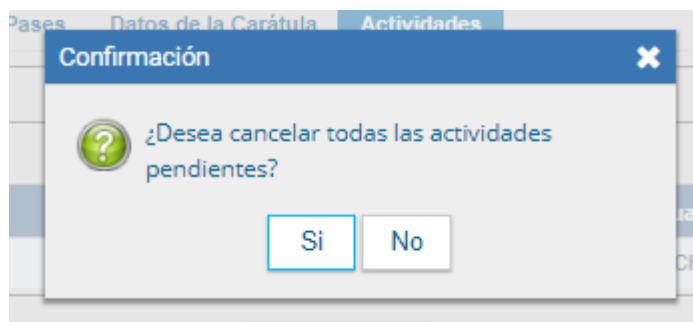 Pases Datos de la Carátula Actividades
Confirmación
¿Desea cancelar todas las actividades
pendientes?
Si No